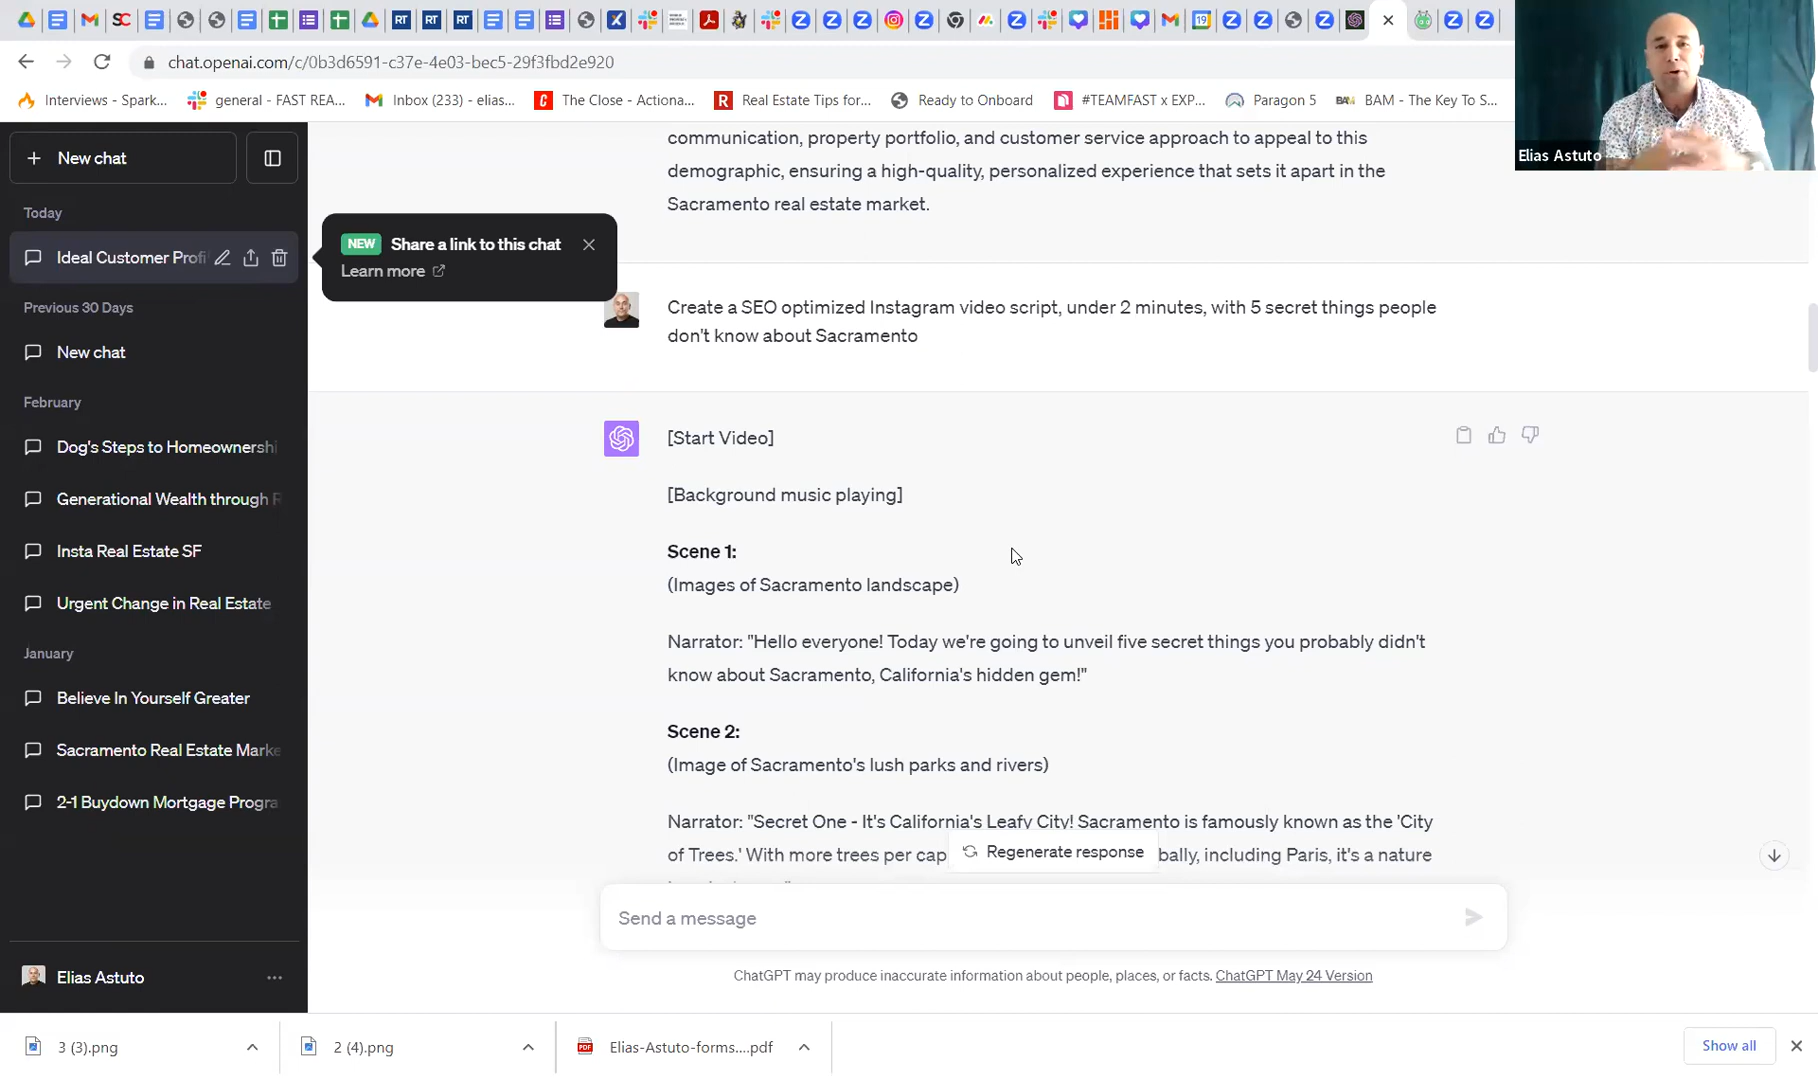 chat.openai.com/c/0b3d6591-c37e-4e03-bec5-29f3fbd2e920
Interviews - Spark...
general - FAST REA...
Inbox (233) - elias...
The Close - Actiona...
Real Estate Tips for...
Ready to Onboard
#TEAMFAST x EXP...
Paragon 5
BAM - The Key To S...
Elias Astuto
New chat
Today
Ideal Customer Profi
Previous 30 Days
New chat
February
Dog's Steps to Homeownershi
Generational Wealth through R
Insta Real Estate SF
Urgent Change in Real Estate
January
Believe In Yourself Greater
Sacramento Real Estate Marke
2-1 Buydown Mortgage Progra
Elias Astuto
NEW Share a link to this chat
Learn more
communication, property portfolio, and customer service approach to appeal to this
demographic, ensuring a high-quality, personalized experience that sets it apart in the
Sacramento real estate market.
Create a SEO optimized Instagram video script, under 2 minutes, with 5 secret things people
don't know about Sacramento
[Start Video]
[Background music playing]
Scene 1:
(Images of Sacramento landscape)
Narrator: "Hello everyone! Today we're going to unveil five secret things you probably didn't
know about Sacramento, California's hidden gem!"
Scene 2:
(Image of Sacramento's lush parks and rivers)
Narrator: "Secret One - It's California's Leafy City! Sacramento is famously known as the 'City
of Trees.' With more trees per cap
Regenerate response
bally, including Paris, it's a nature
Send a message
ChatGPT may produce inaccurate information about people, places, or facts. ChatGPT May 24 Version
3 (3).png
2 (4).png
Elias-Astuto-forms....pdf
Show all